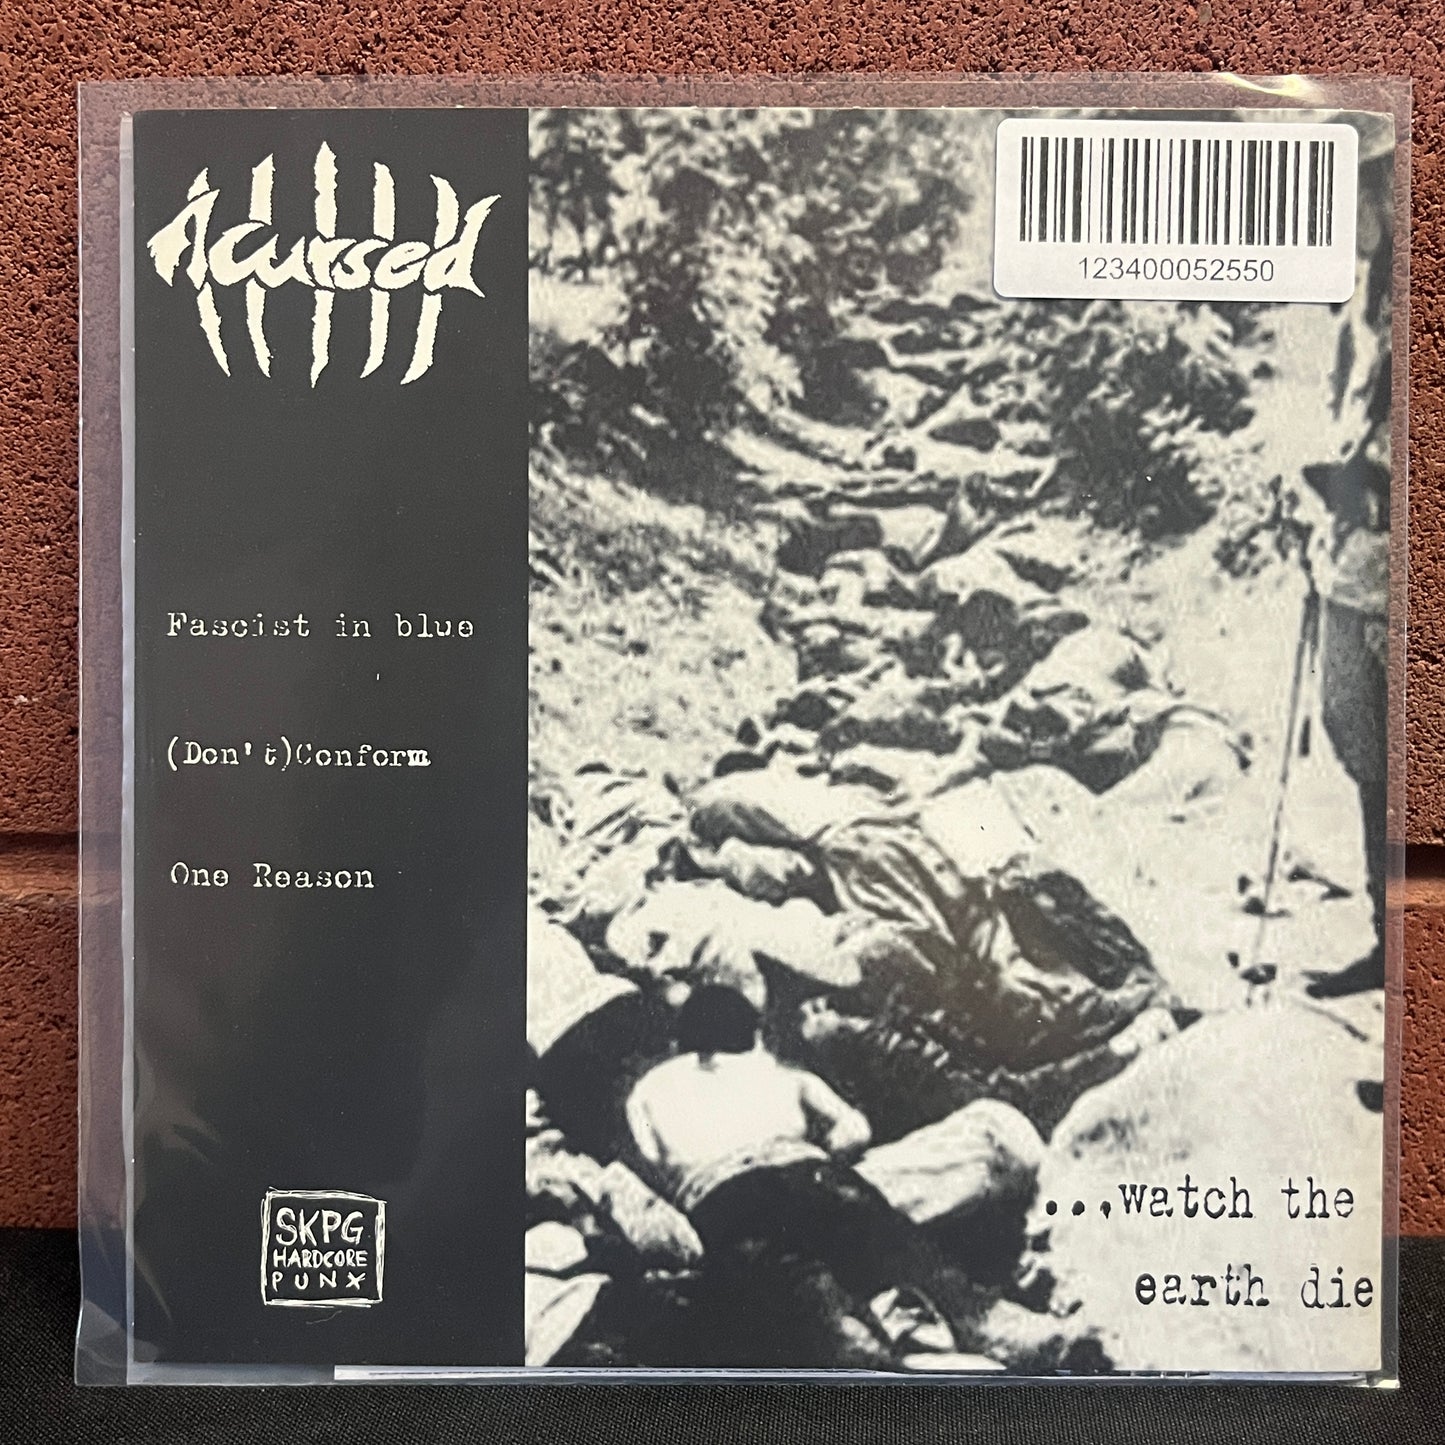 Acursed
123400052550
Fascist in blue
(Don't)Conform
One Reason
SKPG
HARDCORE
PUNX
...watch the
earth die